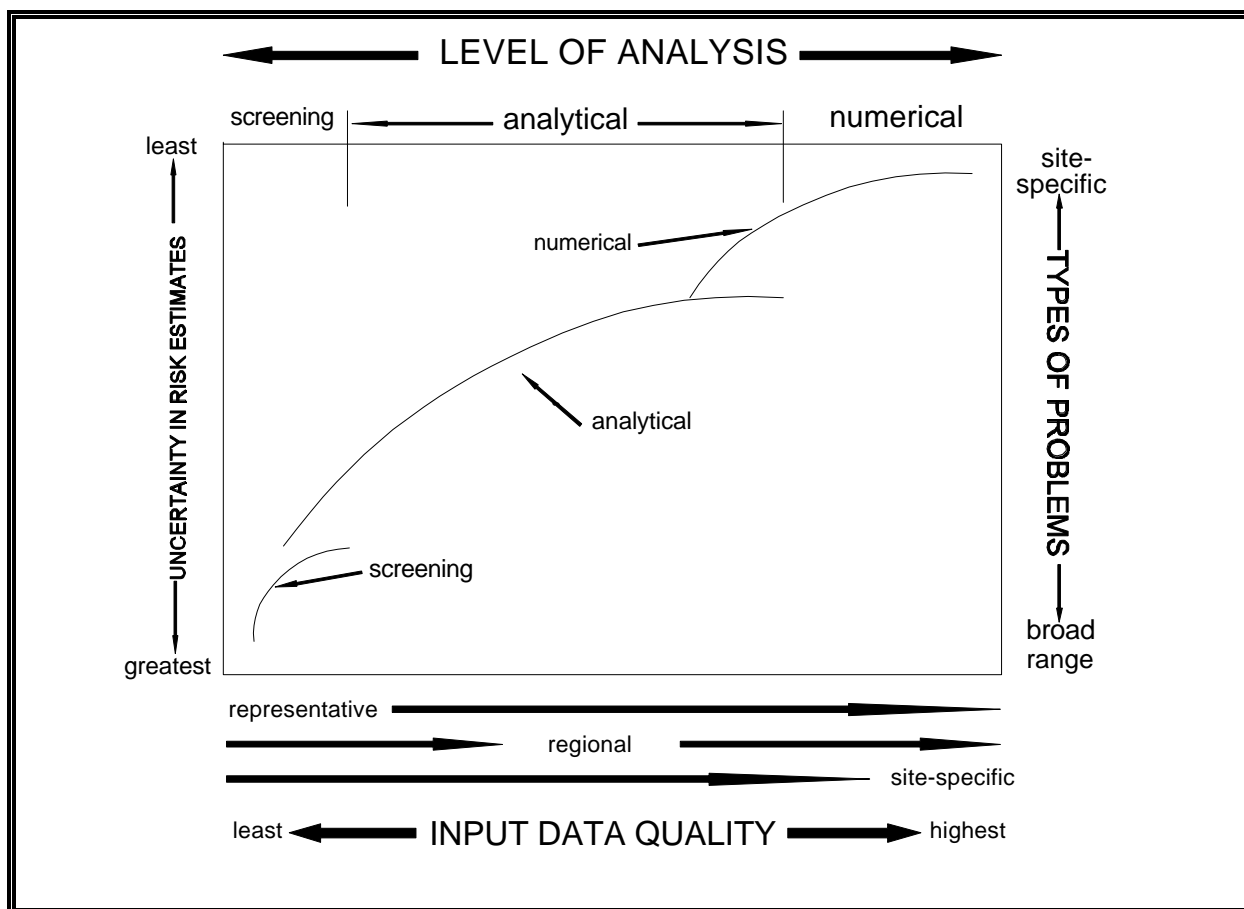 LEVEL OF ANALYSIS
screening
analytical
numerical
least
site-
specific
numerical
UNCERTAINTY IN RISK ESTIMATES
TYPES OF PROBLEMS
analytical
screening
greatest
broad
range
representative
regional
site-specific
least
INPUT DATA QUALITY
highest